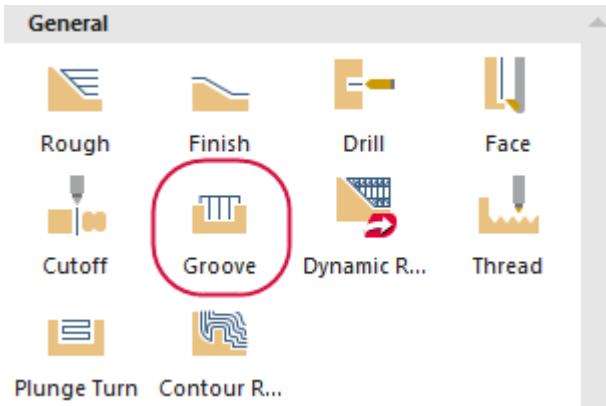 General
Rough Finish Drill Face
Cutoff Groove Dynamic R... Thread
Plunge Turn Contour R...